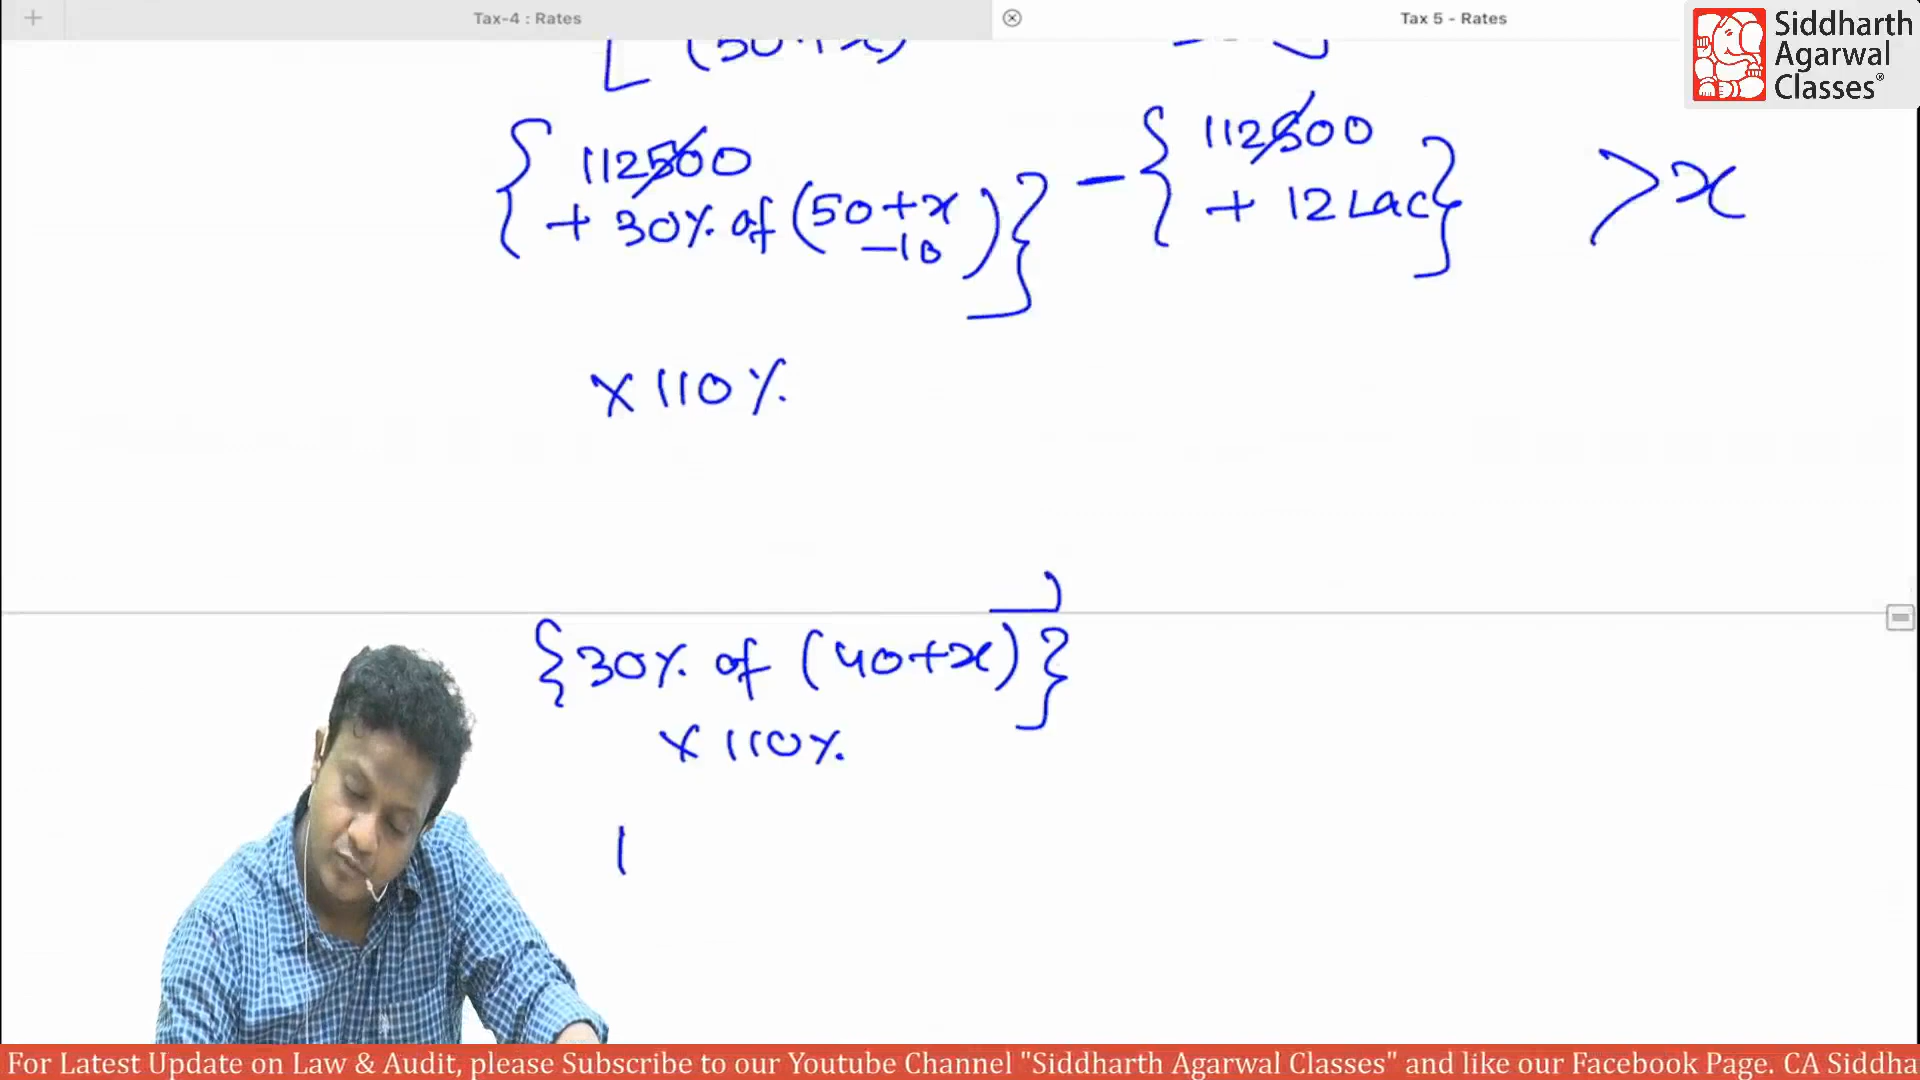 Tax-4 : Rates
Tax 5 - Rates
Siddharth
Agarwal
Classes®
[ (50+x)
{ 112500
+ 30% of (50+x
-10 ) } - { 112500
+ 12 Lac } > x
x 110%
{30% of (40+x)}
x 110%
For Latest Update on Law & Audit, please Subscribe to our Youtube Channel "Siddharth Agarwal Classes" and like our Facebook Page. CA Siddha